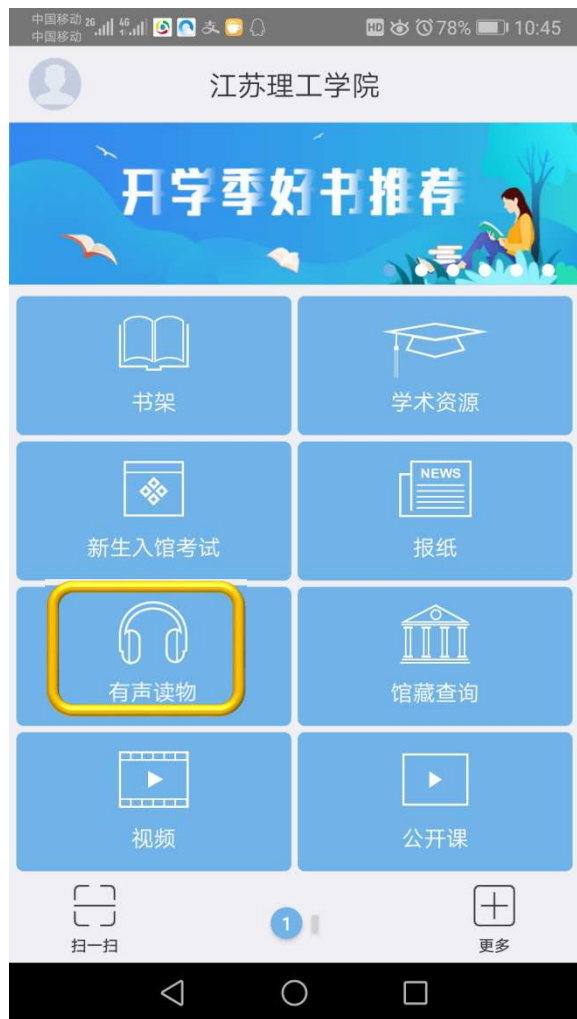 中国移动 2G 4G HD 78% 10:45
中国移动
江苏理工学院
开学季好书推荐
书架
学术资源
NEWS
新生入馆考试
报纸
有声读物
馆藏查询
视频
公开课
1
扫一扫
更多